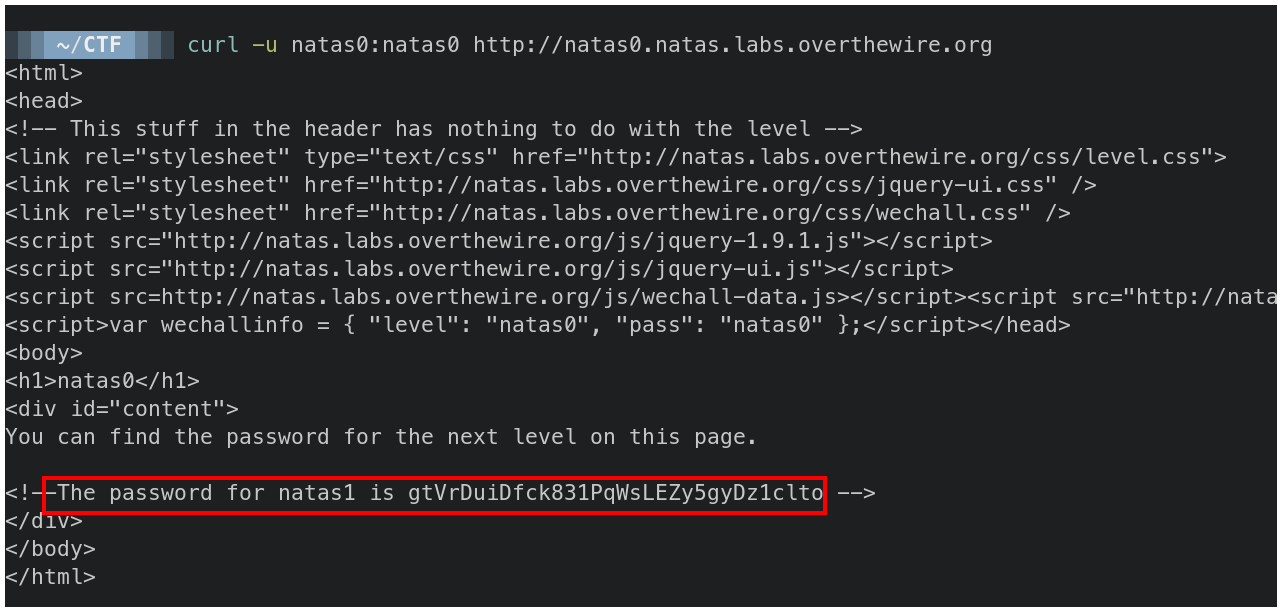 ~/CTF curl -u natas0:natas0 http://natas0.natas.labs.overthewire.org
<html>
<head>
<!-- This stuff in the header has nothing to do with the level -->
<link rel="stylesheet" type="text/css" href="http://natas.labs.overthewire.org/css/level.css">
<link rel="stylesheet" href="http://natas.labs.overthewire.org/css/jquery-ui.css" />
<link rel="stylesheet" href="http://natas.labs.overthewire.org/css/wechall.css" />
<script src="http://natas.labs.overthewire.org/js/jquery-1.9.1.js"></script>
<script src="http://natas.labs.overthewire.org/js/jquery-ui.js"></script>
<script src=http://natas.labs.overthewire.org/js/wechall-data.js></script><script src="http://nata
<script>var wechallinfo = { "level": "natas0", "pass": "natas0" };</script></head>
<body>
<h1>natas0</h1>
<div id="content">
You can find the password for the next level on this page.
<!--The password for natas1 is gtVrDuiDfck831PqWsLEZy5gyDz1clto -->
</div>
</body>
</html>